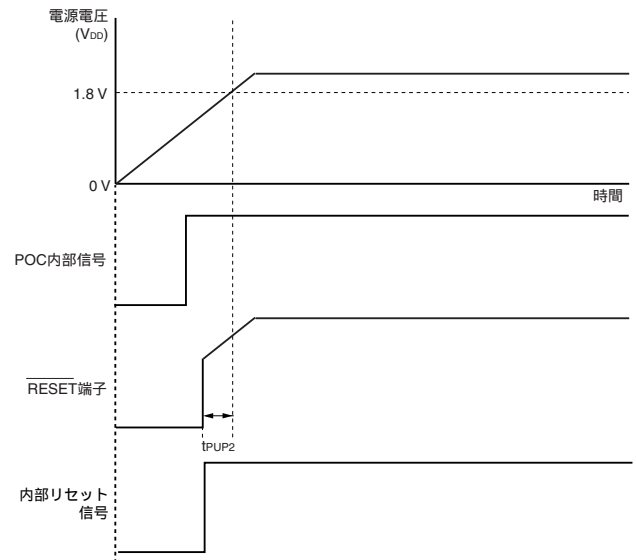 電源電圧
(VDD)
1.8 V
0 V
時間
POC内部信号
RESET端子
tPUP2
内部リセット
信号